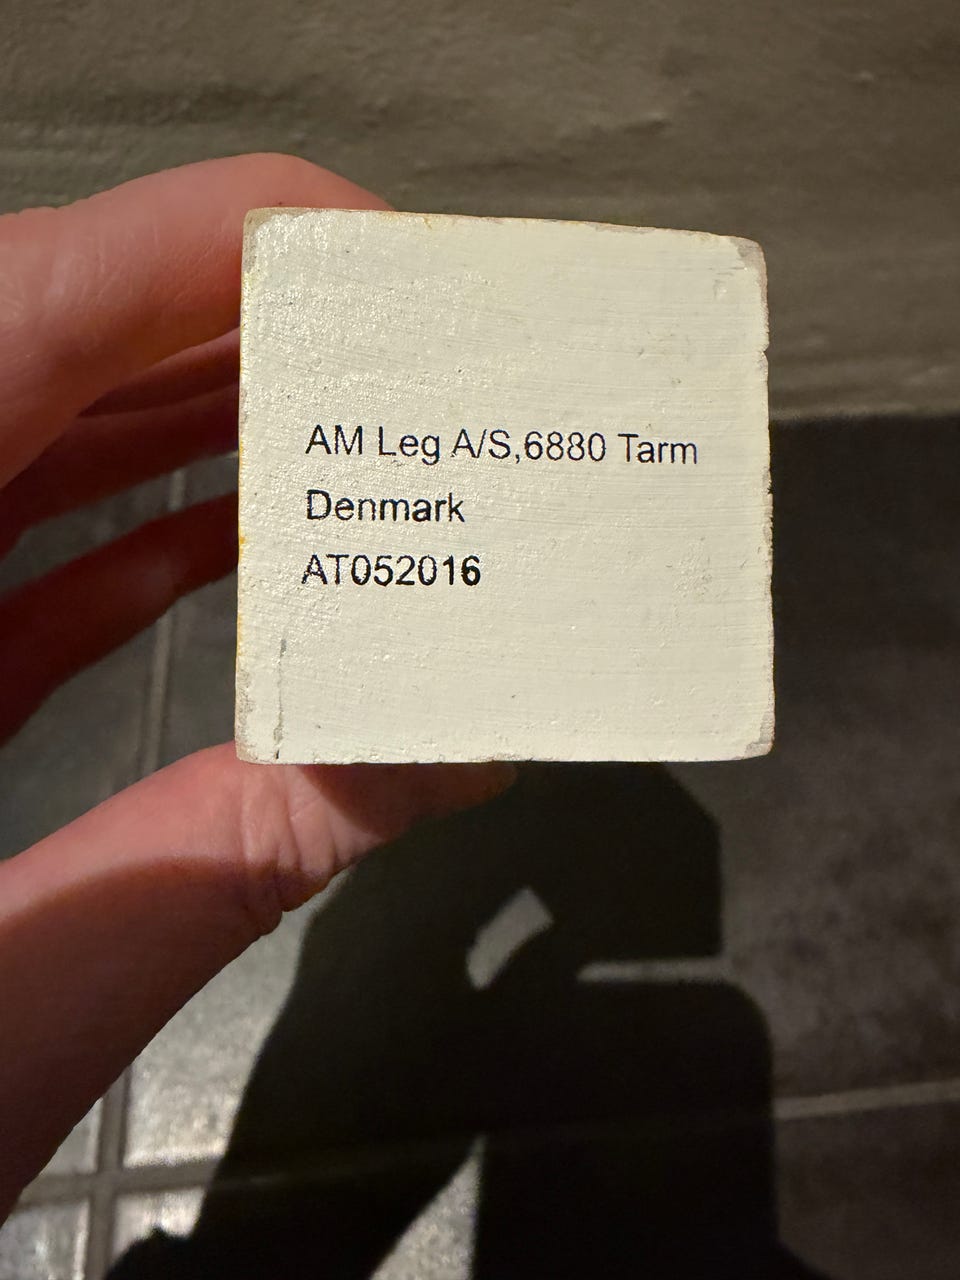 AM Leg A/S,6880 Tarm
Denmark
AT052016